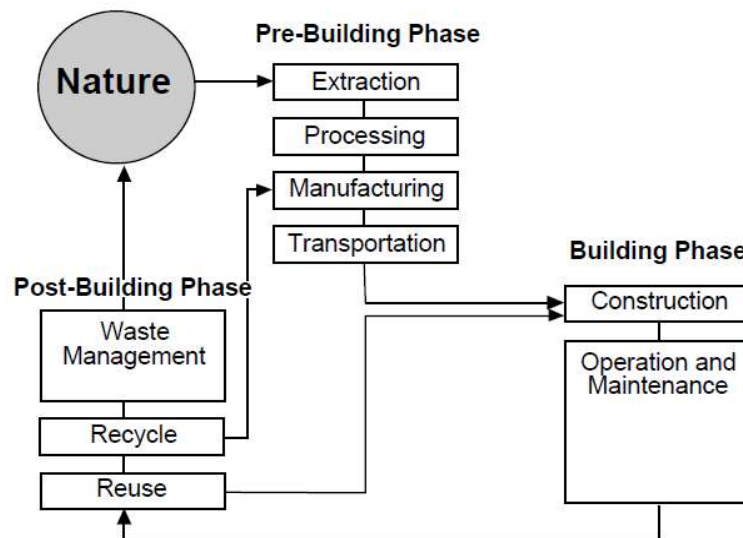 Nature
Pre-Building Phase
Extraction
Processing
Manufacturing
Transportation
Building Phase
Construction
Operation and
Maintenance
Post-Building Phase
Waste
Management
Recycle
Reuse